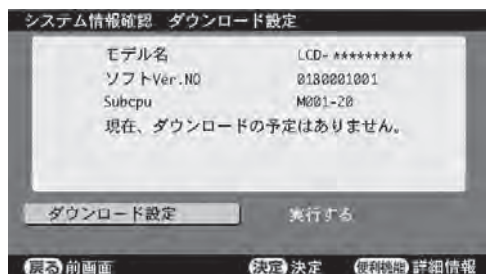 システム情報確認 ダウンロード設定
モデル名 LCD-**********
ソフトVer.NO 0180001001
Subcpu M001-20
現在、ダウンロードの予定はありません。
ダウンロード設定 実行する
戻る 前画面 決定 決定 便利機能 詳細情報